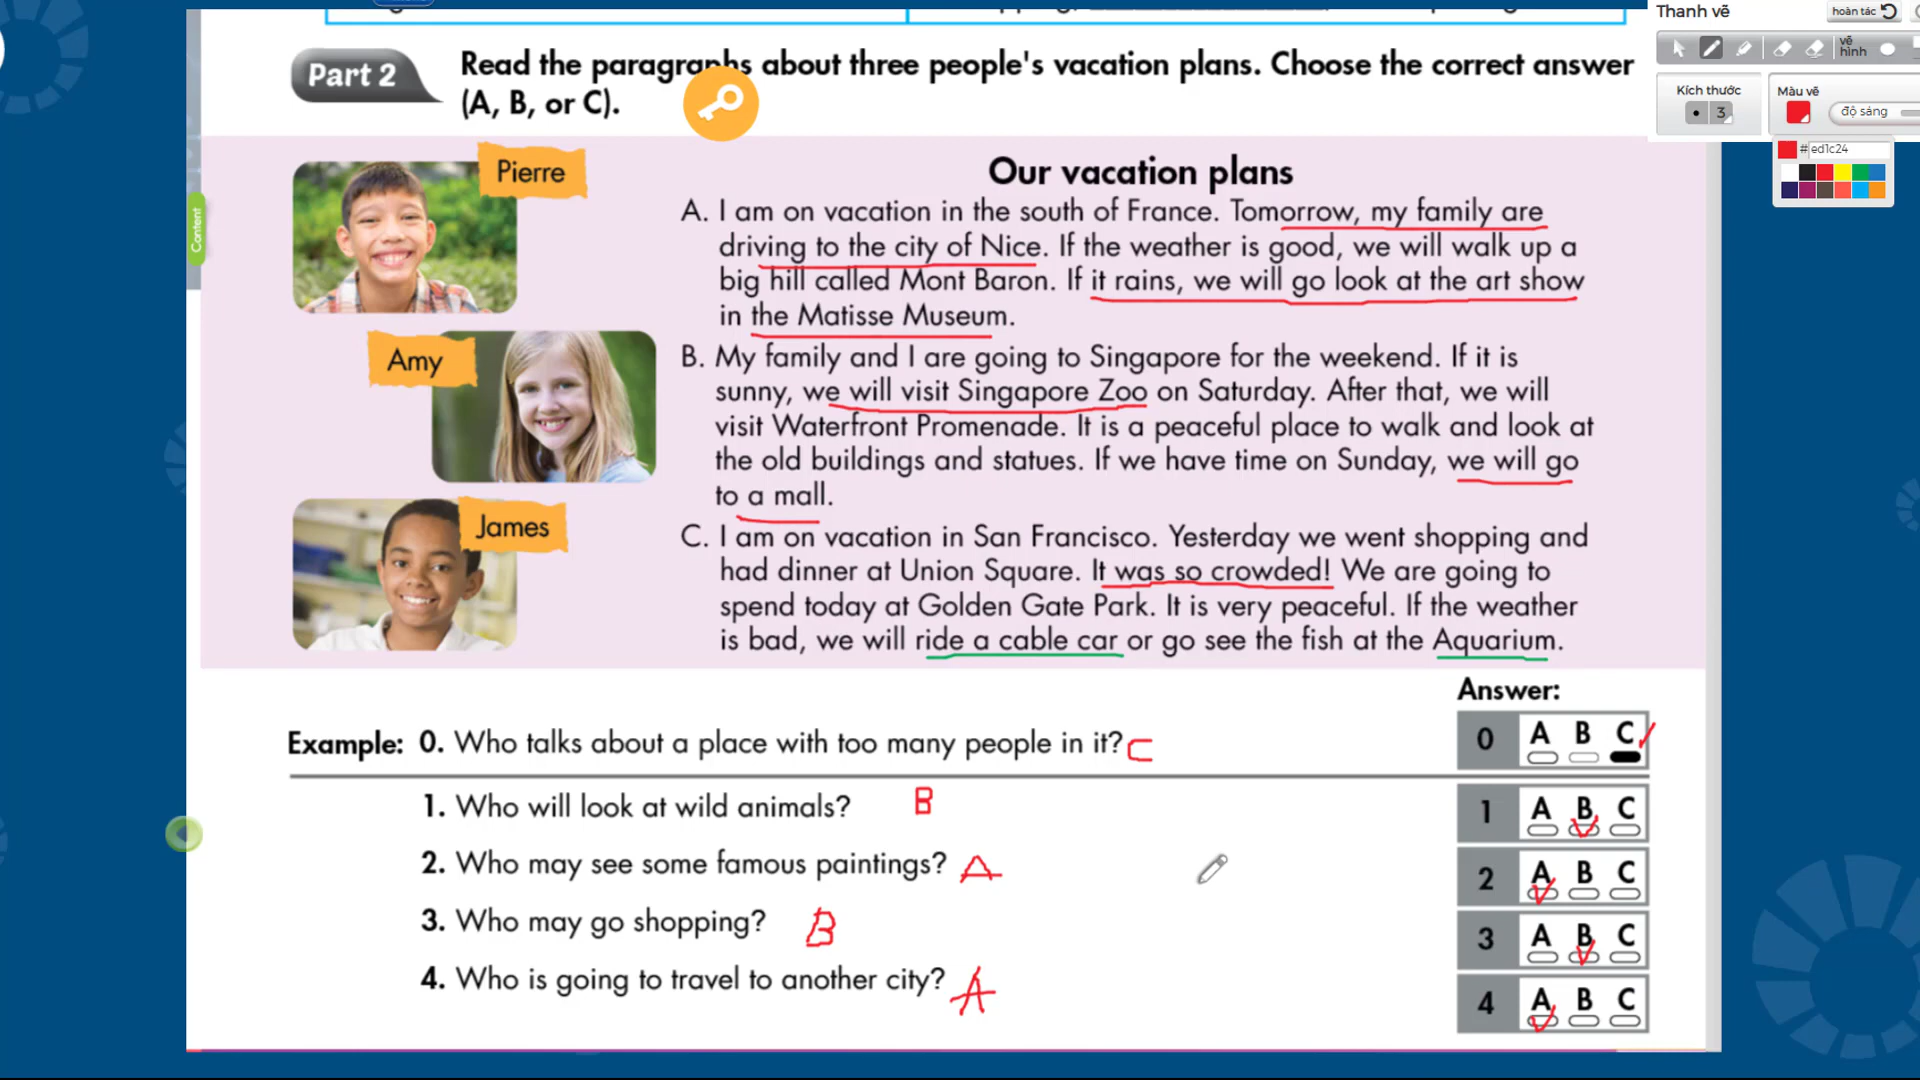 Thanh vẽ
hoàn tác
vẽ hình
Kích thước
3
Màu vẽ
độ sáng
#ed1c24
Content
Part 2
Read the paragraphs about three people's vacation plans. Choose the correct answer
(A, B, or C).
Pierre
Amy
James
Our vacation plans
A. I am on vacation in the south of France. Tomorrow, my family are
driving to the city of Nice. If the weather is good, we will walk up a
big hill called Mont Baron. If it rains, we will go look at the art show
in the Matisse Museum.
B. My family and I are going to Singapore for the weekend. If it is
sunny, we will visit Singapore Zoo on Saturday. After that, we will
visit Waterfront Promenade. It is a peaceful place to walk and look at
the old buildings and statues. If we have time on Sunday, we will go
to a mall.
C. I am on vacation in San Francisco. Yesterday we went shopping and
had dinner at Union Square. It was so crowded! We are going to
spend today at Golden Gate Park. It is very peaceful. If the weather
is bad, we will ride a cable car or go see the fish at the Aquarium.
Answer:
Example: 0. Who talks about a place with too many people in it? C
0 A B C
1. Who will look at wild animals? B
1 A B C
2. Who may see some famous paintings? A
2 A B C
3. Who may go shopping? B
3 A B C
4. Who is going to travel to another city? A
4 A B C